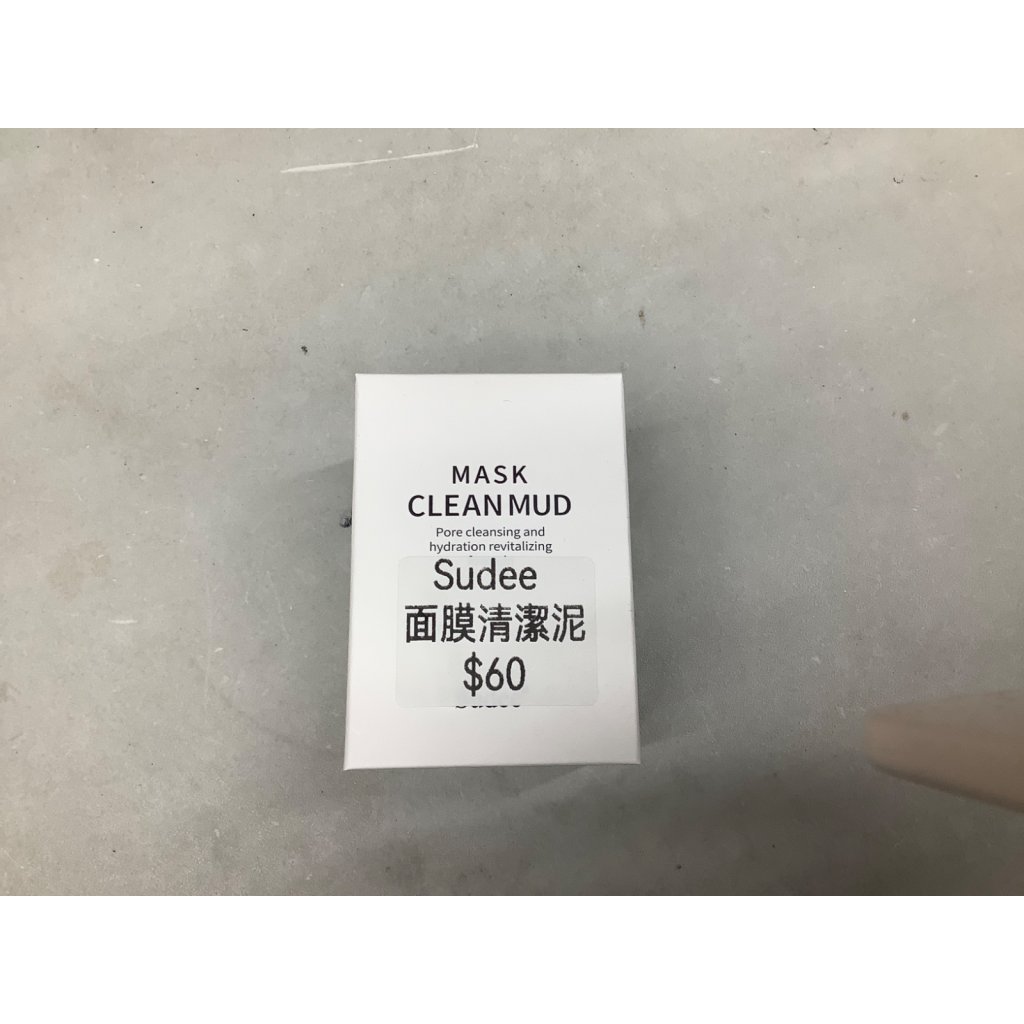 MASK
CLEAN MUD
Pore cleansing and
hydration revitalizing
Sudee
面膜清潔泥
$60